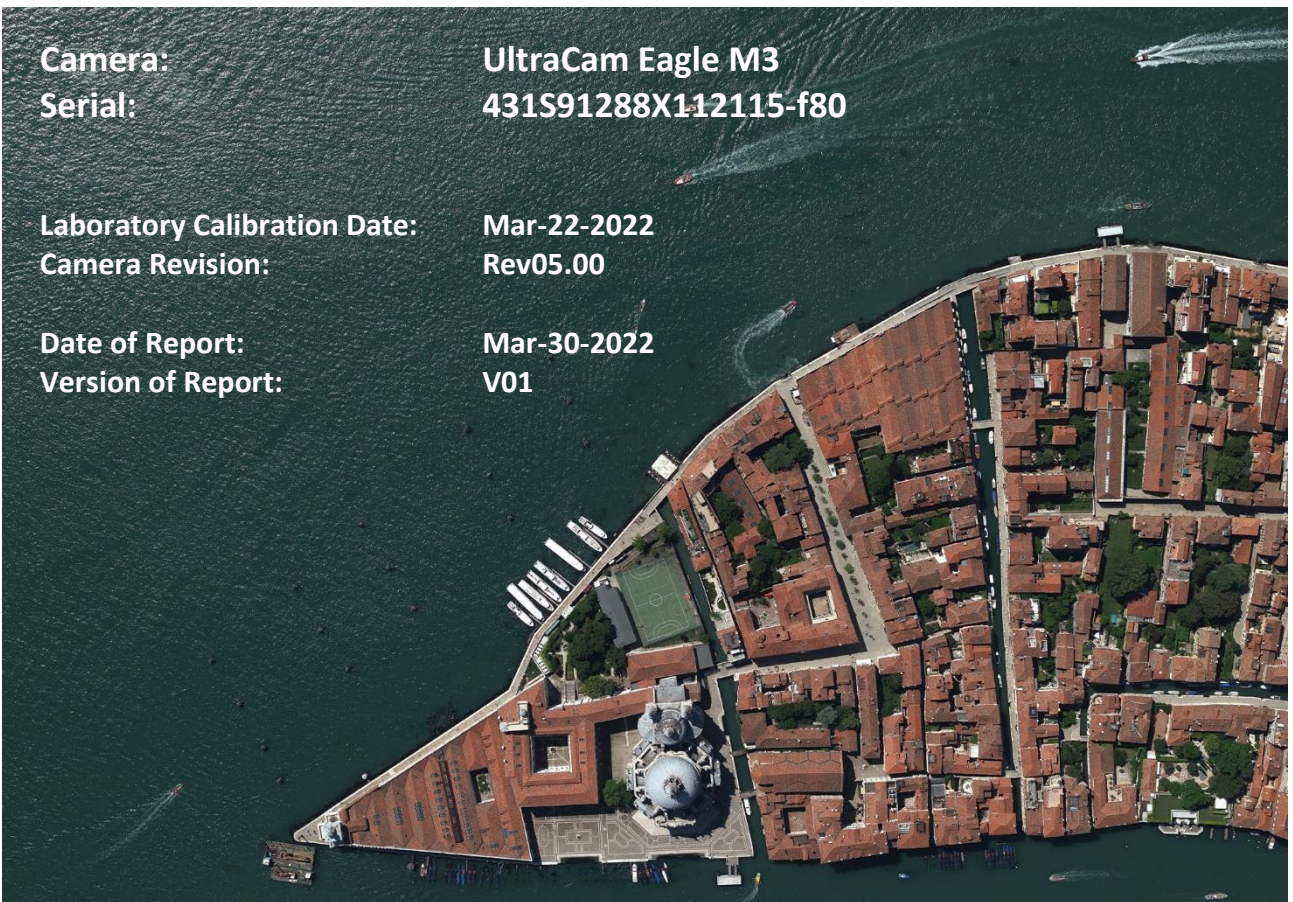 Camera: UltraCam Eagle M3
Serial: 431S91288X112115-f80
Laboratory Calibration Date: Mar-22-2022
Camera Revision: Rev05.00
Date of Report: Mar-30-2022
Version of Report: V01